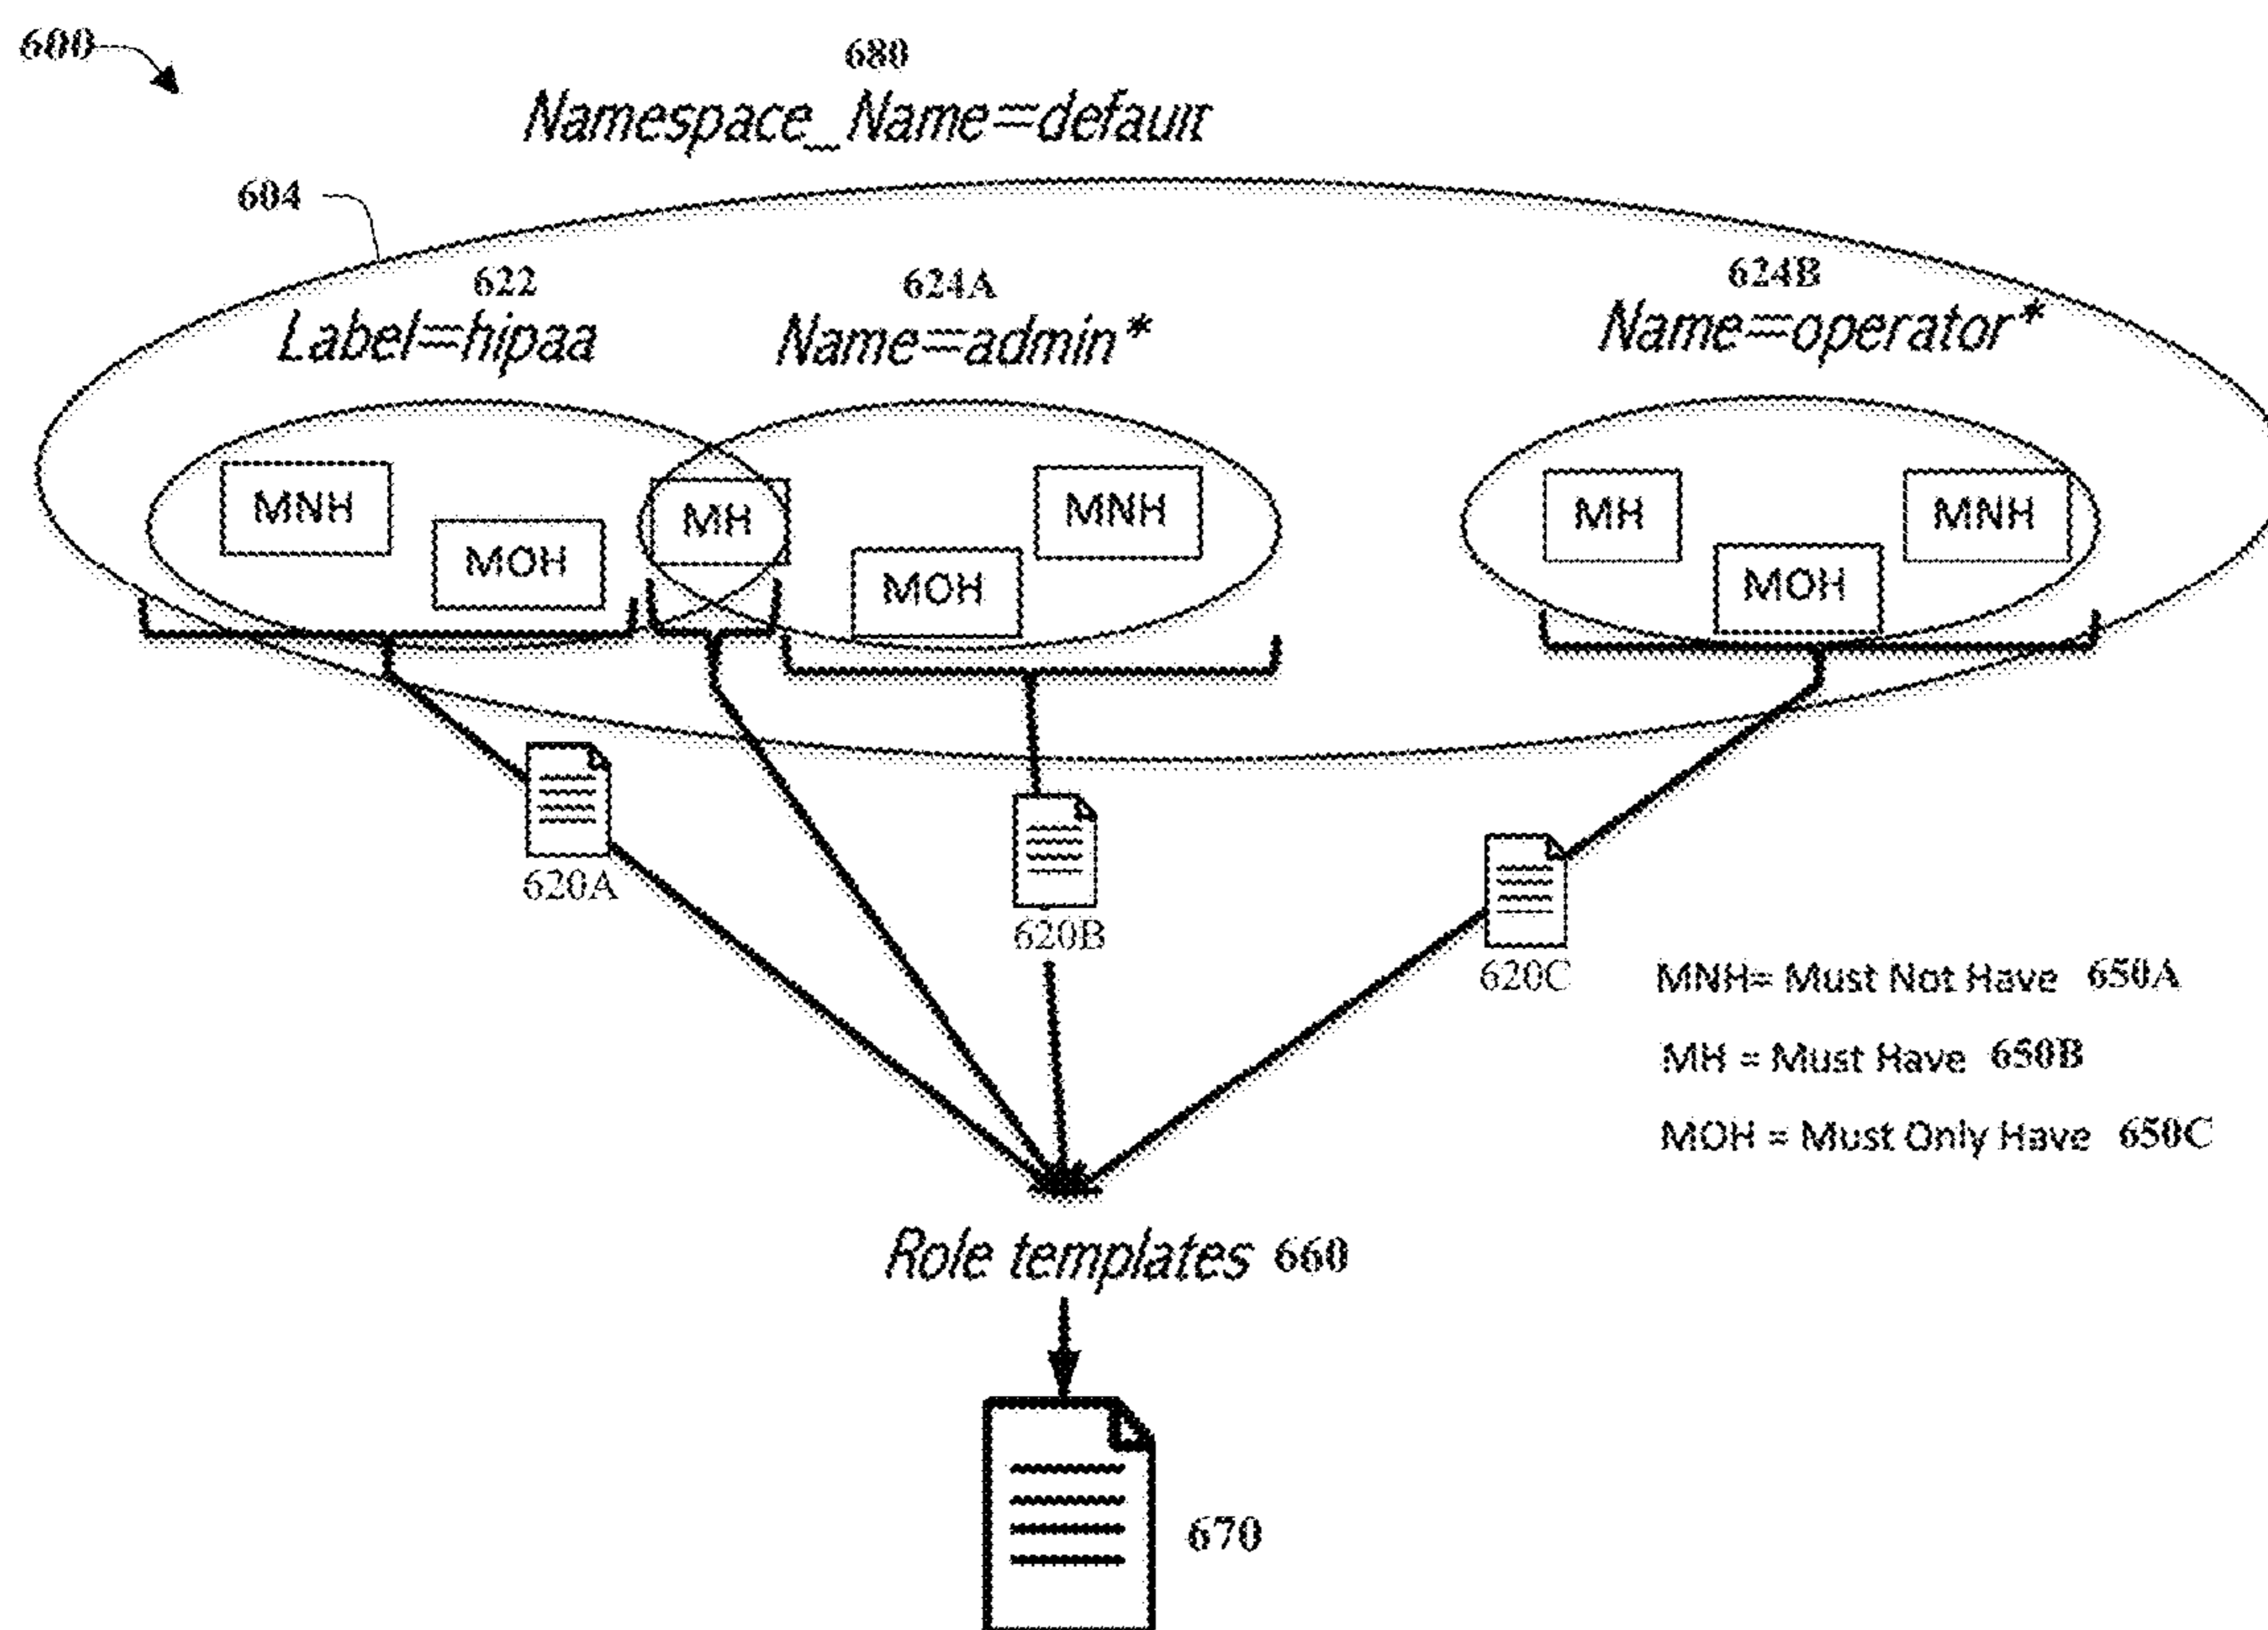 600
680
Namespace_Name=default
604
622
624A
624B
Label=hipaa
Name=admin*
Name=operator*
MNH
MOH
MH
MOH
MNH
MH
MOH
MNH
620A
620B
620C
MNH= Must Not Have 650A
MH = Must Have 650B
MOH = Must Only Have 650C
Role templates 660
670